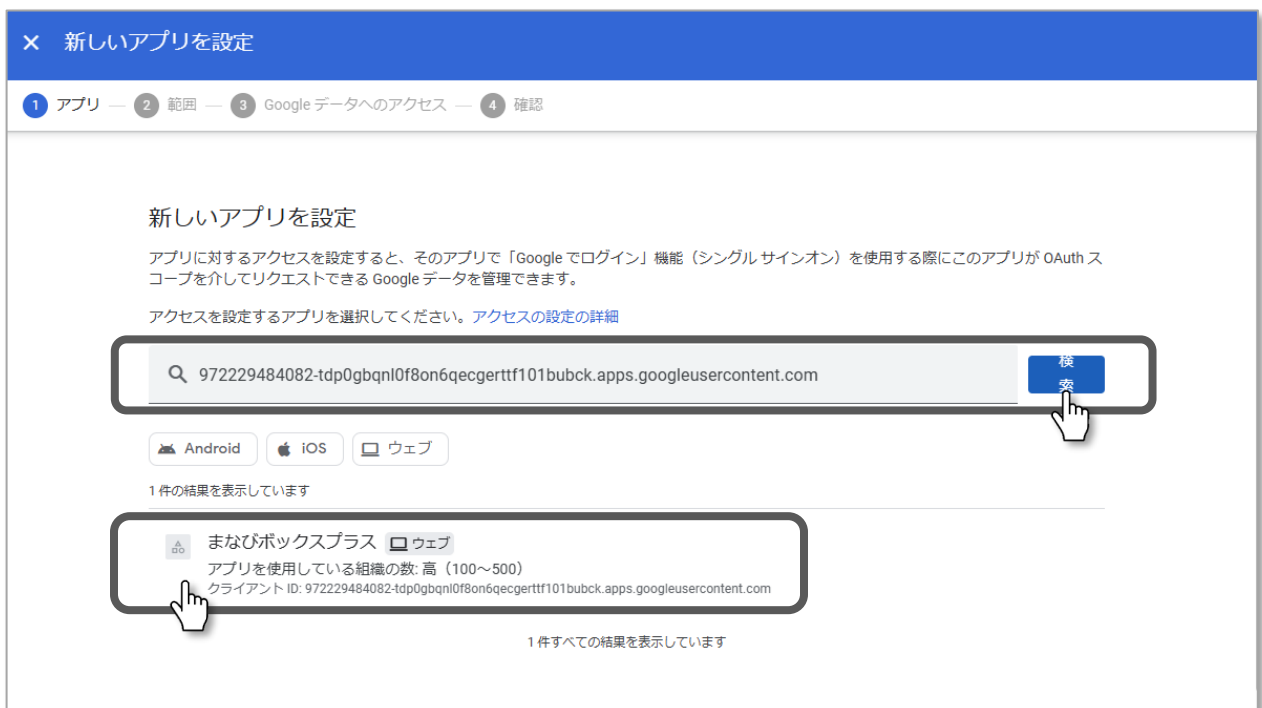 × 新しいアプリを設定
1 アプリ — 2 範囲 — 3 Google データへのアクセス — 4 確認
新しいアプリを設定
アプリに対するアクセスを設定すると、そのアプリで「Google でログイン」機能（シングル サインオン）を使用する際にこのアプリが OAuth ス
コープを介してリクエストできる Google データを管理できます。
アクセスを設定するアプリを選択してください。アクセスの設定の詳細
972229484082-tdp0gbqnl0f8on6qecgerttf101bubck.apps.googleusercontent.com
検
索
Android iOS ウェブ
1 件の結果を表示しています
まなびボックスプラス ウェブ
アプリを使用している組織の数: 高（100～500）
クライアント ID: 972229484082-tdp0gbqnl0f8on6qecgerttf101bubck.apps.googleusercontent.com
1 件すべての結果を表示しています